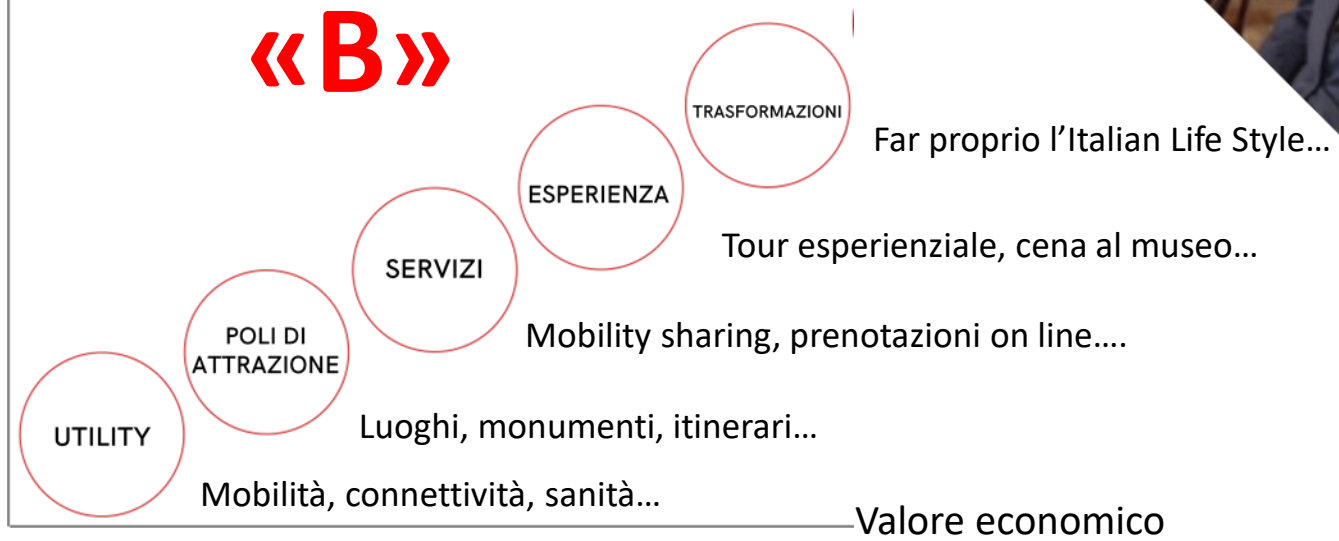 «B»
TRASFORMAZIONI
Far proprio l’Italian Life Style…
ESPERIENZA
Tour esperienziale, cena al museo…
SERVIZI
Mobility sharing, prenotazioni on line….
POLI DI
ATTRAZIONE
Luoghi, monumenti, itinerari…
UTILITY
Mobilità, connettività, sanità…
Valore economico